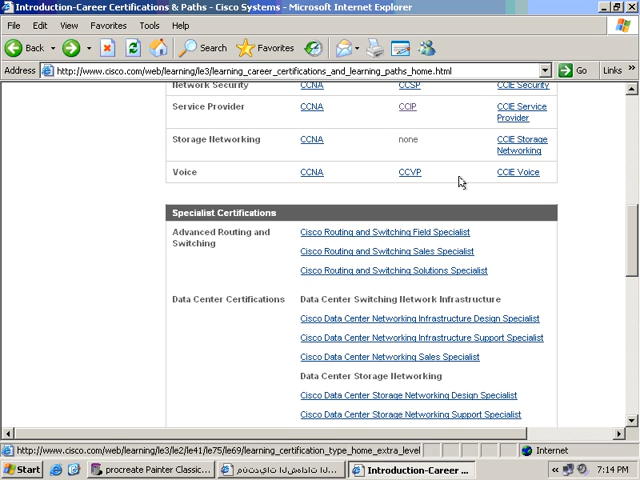 Introduction-Career Certifications & Paths - Cisco Systems - Microsoft Internet Explorer
File Edit View Favorites Tools Help
Back Search Favorites
Address http://www.cisco.com/web/learning/le3/learning_career_certifications_and_learning_paths_home.html Go Links »
Network Security CCNA CCSP CCIE Security
Service Provider CCNA CCIP CCIE Service Provider
Storage Networking CCNA none CCIE Storage Networking
Voice CCNA CCVP CCIE Voice
Specialist Certifications
Advanced Routing and Switching
Cisco Routing and Switching Field Specialist
Cisco Routing and Switching Sales Specialist
Cisco Routing and Switching Solutions Specialist
Data Center Certifications
Data Center Switching Network Infrastructure
Cisco Data Center Networking Infrastructure Design Specialist
Cisco Data Center Networking Infrastructure Support Specialist
Cisco Data Center Networking Sales Specialist
Data Center Storage Networking
Cisco Data Center Storage Networking Design Specialist
Cisco Data Center Storage Networking Support Specialist
http://www.cisco.com/web/learning/le3/le2/le41/le75/le69/learning_certification_type_home_extra_level Internet
Start procreate Painter Classic... Introduction-Career ... « 7:14 PM